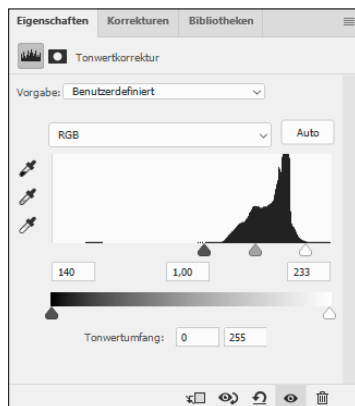 Eigenschaften Korrekturen Bibliotheken
Tonwertkorrektur
Vorgabe: Benutzerdefiniert
RGB Auto
140 1,00 233
Tonwertumfang: 0 255